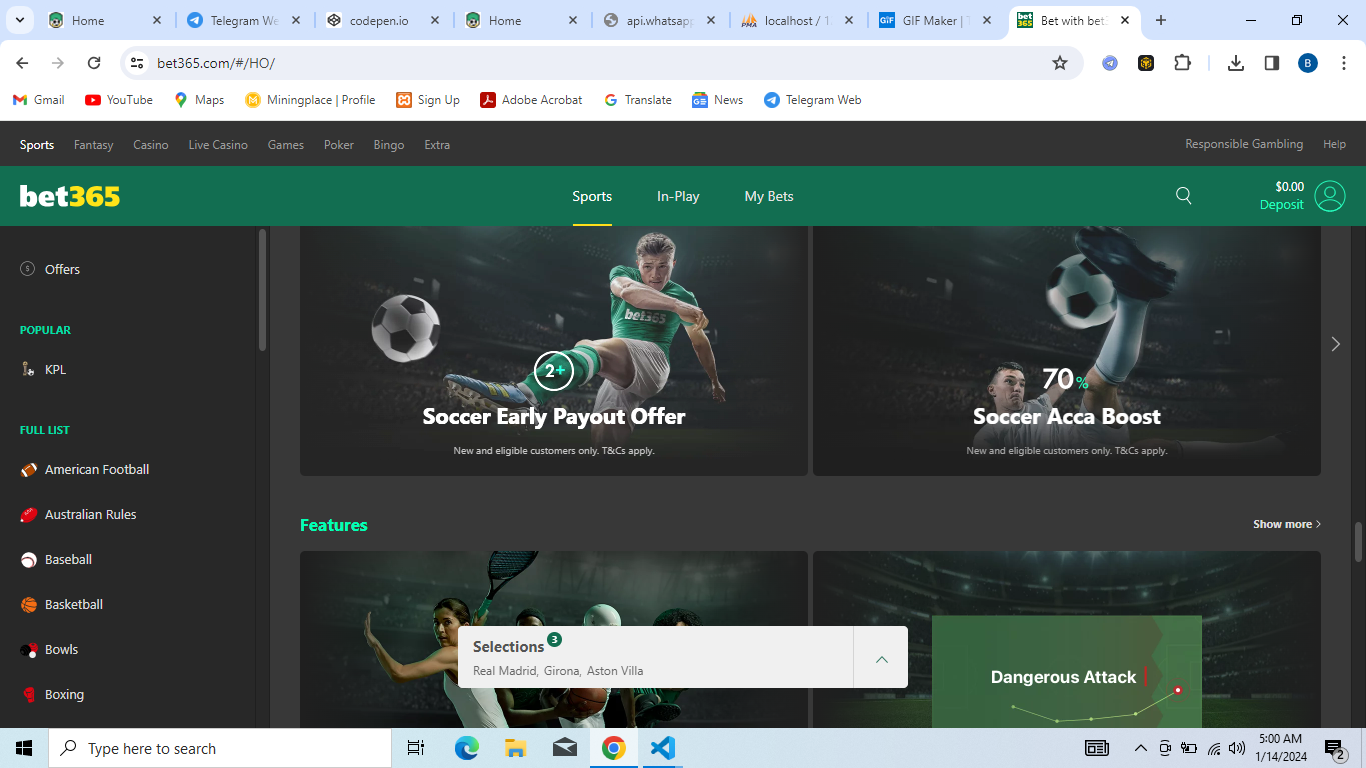 Home
Telegram We
codepen.io
Home
api.whatsapp
localhost / 1
GIF
GIF Maker | T
bet
365
Bet with bet3
bet365.com/#/HO/
B
Gmail
YouTube
Maps
Miningplace | Profile
Sign Up
Adobe Acrobat
Translate
News
Telegram Web
Sports
Fantasy
Casino
Live Casino
Games
Poker
Bingo
Extra
Responsible Gambling
Help
bet365
Sports
In-Play
My Bets
$0.00
Deposit
Offers
POPULAR
KPL
FULL LIST
American Football
Australian Rules
Baseball
Basketball
Bowls
Boxing
bet365
2+
Soccer Early Payout Offer
New and eligible customers only. T&Cs apply.
70%
Soccer Acca Boost
New and eligible customers only. T&Cs apply.
Features
Show more
Selections 3
Real Madrid, Girona, Aston Villa
Dangerous Attack
Type here to search
5:00 AM
1/14/2024
2